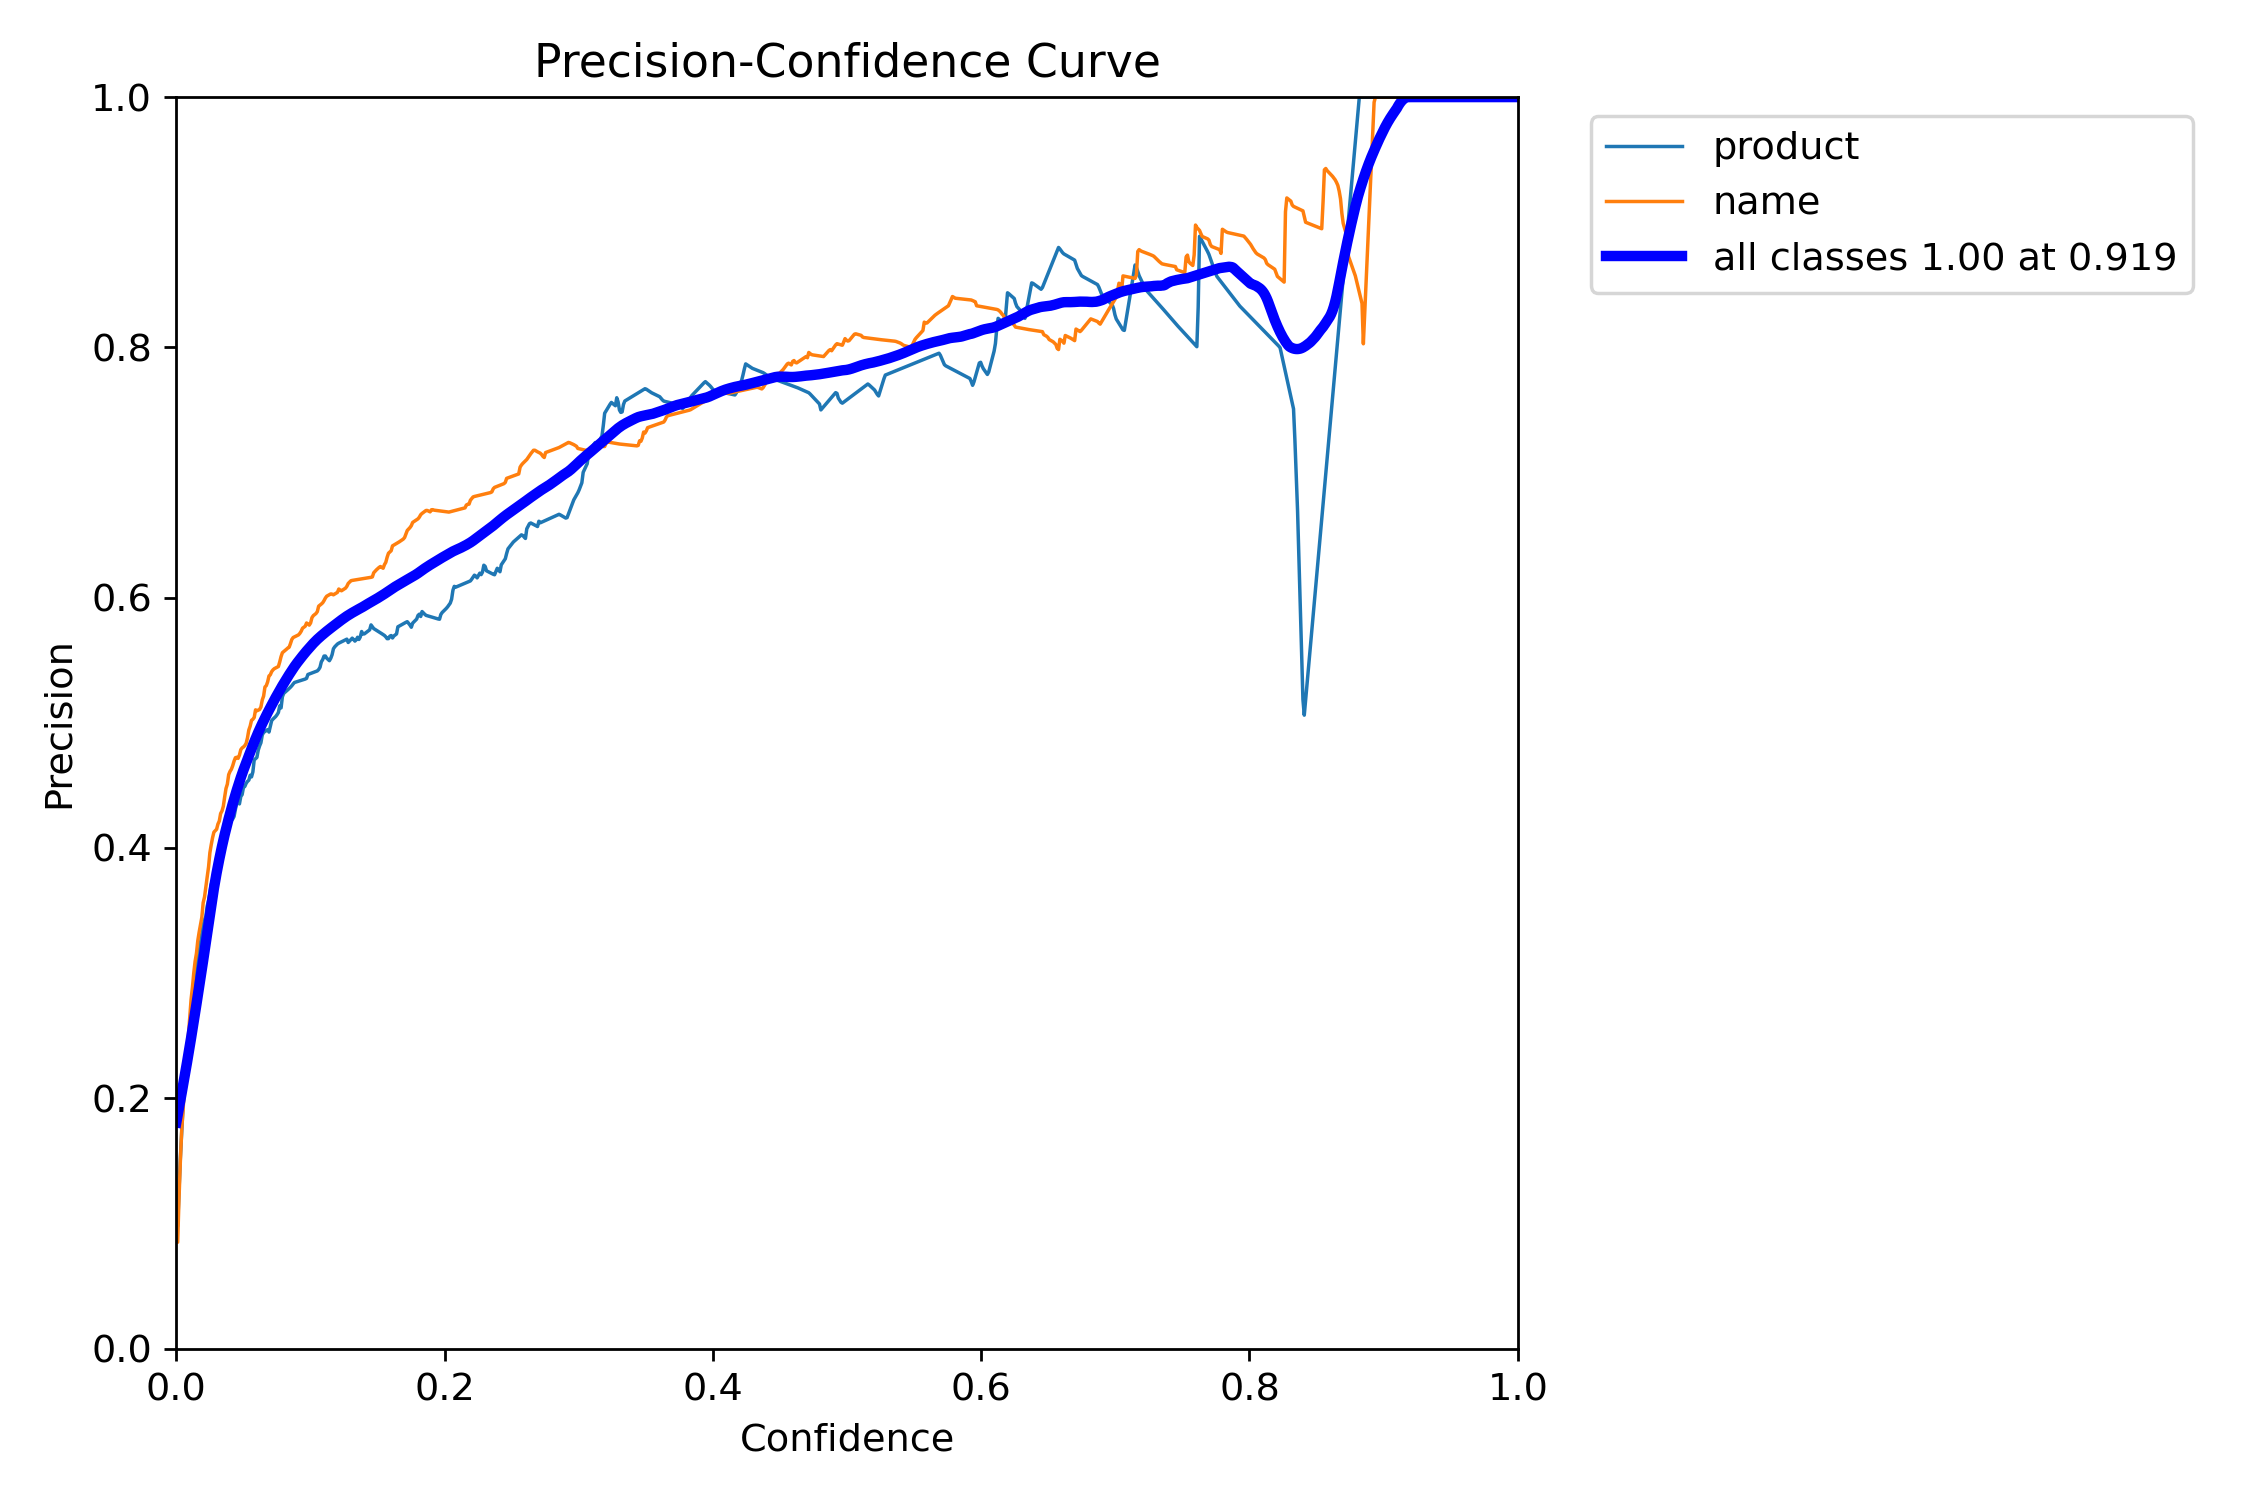 Precision-Confidence Curve
1.0
0.8
0.6
0.4
0.2
0.0
Precision
0.0 0.2 0.4 0.6 0.8 1.0
Confidence
product
name
all classes 1.00 at 0.919